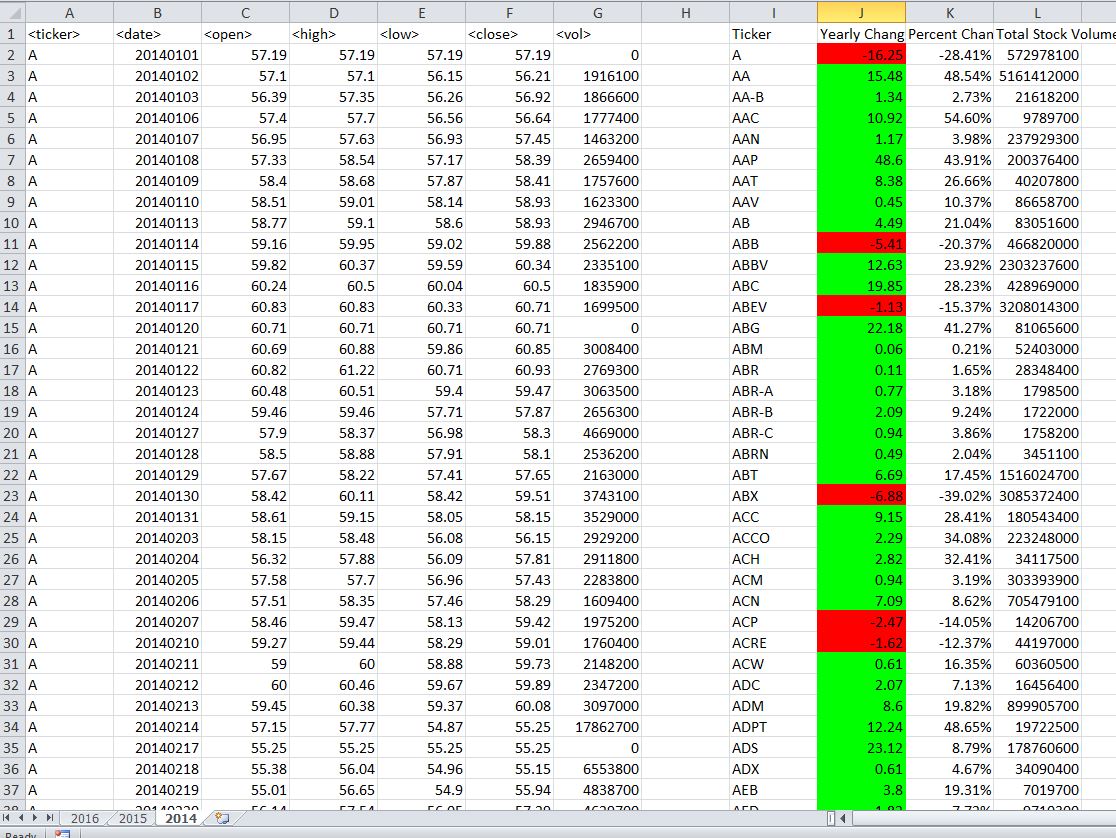 A B C D E F G H I J K L
1 <ticker> <date> <open> <high> <low> <close> <vol> Ticker Yearly Chang Percent Chan Total Stock Volume
2 A 20140101 57.19 57.19 57.19 57.19 0 A -16.25 -28.41% 572978100
3 A 20140102 57.1 57.1 56.15 56.21 1916100 AA 15.48 48.54% 5161412000
4 A 20140103 56.39 57.35 56.26 56.92 1866600 AA-B 1.34 2.73% 21618200
5 A 20140106 57.4 57.7 56.56 56.64 1777400 AAC 10.92 54.60% 9789700
6 A 20140107 56.95 57.63 56.93 57.45 1463200 AAN 1.17 3.98% 237929300
7 A 20140108 57.33 58.54 57.17 58.39 2659400 AAP 48.6 43.91% 200376400
8 A 20140109 58.4 58.68 57.87 58.41 1757600 AAT 8.38 26.66% 40207800
9 A 20140110 58.51 59.01 58.14 58.93 1623300 AAV 0.45 10.37% 86658700
10 A 20140113 58.77 59.1 58.6 58.93 2946700 AB 4.49 21.04% 83051600
11 A 20140114 59.16 59.95 59.02 59.88 2562200 ABB -5.41 -20.37% 466820000
12 A 20140115 59.82 60.37 59.59 60.34 2335100 ABBV 12.63 23.92% 2303237600
13 A 20140116 60.24 60.5 60.04 60.5 1835900 ABC 19.85 28.23% 428969000
14 A 20140117 60.83 60.83 60.33 60.71 1699500 ABEV -1.13 -15.37% 3208014300
15 A 20140120 60.71 60.71 60.71 60.71 0 ABG 22.18 41.27% 81065600
16 A 20140121 60.69 60.88 59.86 60.85 3008400 ABM 0.06 0.21% 52403000
17 A 20140122 60.82 61.22 60.71 60.93 2769300 ABR 0.11 1.65% 28348400
18 A 20140123 60.48 60.51 59.4 59.47 3063500 ABR-A 0.77 3.18% 1798500
19 A 20140124 59.46 59.46 57.71 57.87 2656300 ABR-B 2.09 9.24% 1722000
20 A 20140127 57.9 58.37 56.98 58.3 4669000 ABR-C 0.94 3.86% 1758200
21 A 20140128 58.5 58.88 57.91 58.1 2536200 ABRN 0.49 2.04% 3451100
22 A 20140129 57.67 58.22 57.41 57.65 2163000 ABT 6.69 17.45% 1516024700
23 A 20140130 58.42 60.11 58.42 59.51 3743100 ABX -6.88 -39.02% 3085372400
24 A 20140131 58.61 59.15 58.05 58.15 3529000 ACC 9.15 28.41% 180543400
25 A 20140203 58.15 58.48 56.08 56.15 2929200 ACCO 2.29 34.08% 223248000
26 A 20140204 56.32 57.88 56.09 57.81 2911800 ACH 2.82 32.41% 34117500
27 A 20140205 57.58 57.7 56.96 57.43 2283800 ACM 0.94 3.19% 303393900
28 A 20140206 57.51 58.35 57.46 58.29 1609400 ACN 7.09 8.62% 705479100
29 A 20140207 58.46 59.47 58.13 59.42 1975200 ACP -2.47 -14.05% 14206700
30 A 20140210 59.27 59.44 58.29 59.01 1760400 ACRE -1.62 -12.37% 44197000
31 A 20140211 59 60 58.88 59.73 2148200 ACW 0.61 16.35% 60360500
32 A 20140212 60 60.46 59.67 59.89 2347200 ADC 2.07 7.13% 16456400
33 A 20140213 59.45 60.38 59.37 60.08 3097000 ADM 8.6 19.82% 899905700
34 A 20140214 57.15 57.77 54.87 55.25 17862700 ADPT 12.24 48.65% 19722500
35 A 20140217 55.25 55.25 55.25 55.25 0 ADS 23.12 8.79% 178760600
36 A 20140218 55.38 56.04 54.96 55.15 6553800 ADX 0.61 4.67% 34090400
37 A 20140219 55.01 56.65 54.9 55.94 4838700 AEB 3.8 19.31% 7019700
2016 2015 2014
Ready